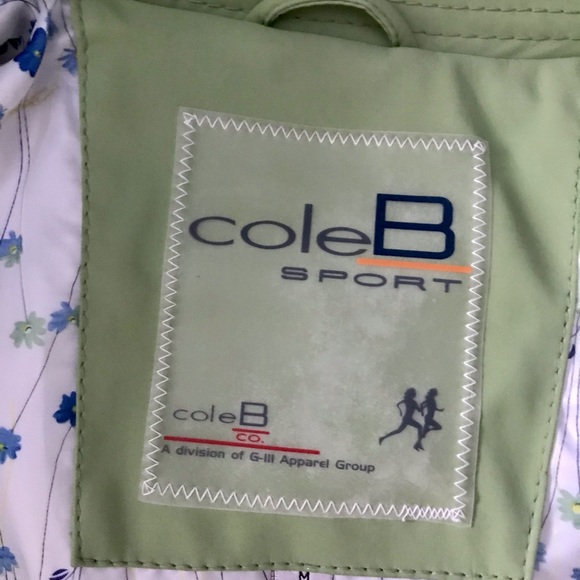 coleB
SPORT
coleB
CO.
A division of G-III Apparel Group
M